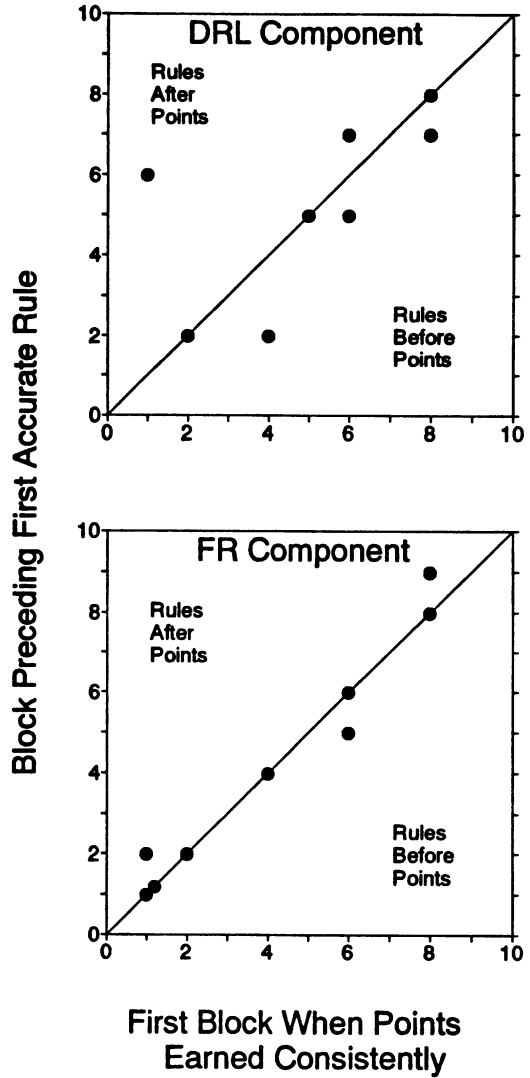 Block Preceding First Accurate Rule
DRL Component
Rules
After
Points
Rules
Before
Points
10
8
6
4
2
0
0 2 4 6 8 10
FR Component
Rules
After
Points
Rules
Before
Points
10
8
6
4
2
0
0 2 4 6 8 10
First Block When Points
Earned Consistently